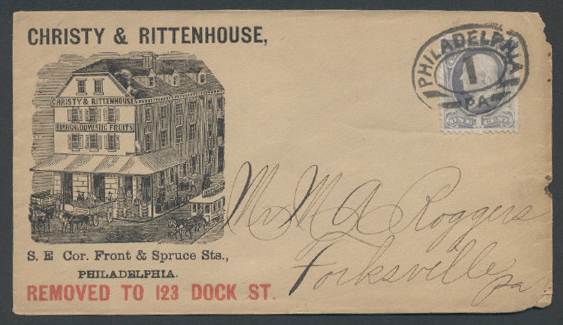 CHRISTY & RITTENHOUSE,
CHRISTY & RITTENHOUSE
FOREIGN & DOMESTIC FRUITS
S. E Cor. Front & Spruce Sts.,
PHILADELPHIA.
REMOVED TO 123 DOCK ST.
PHILADELPHIA
1
PA.
Mr M A Roggers
Forksville
Pa